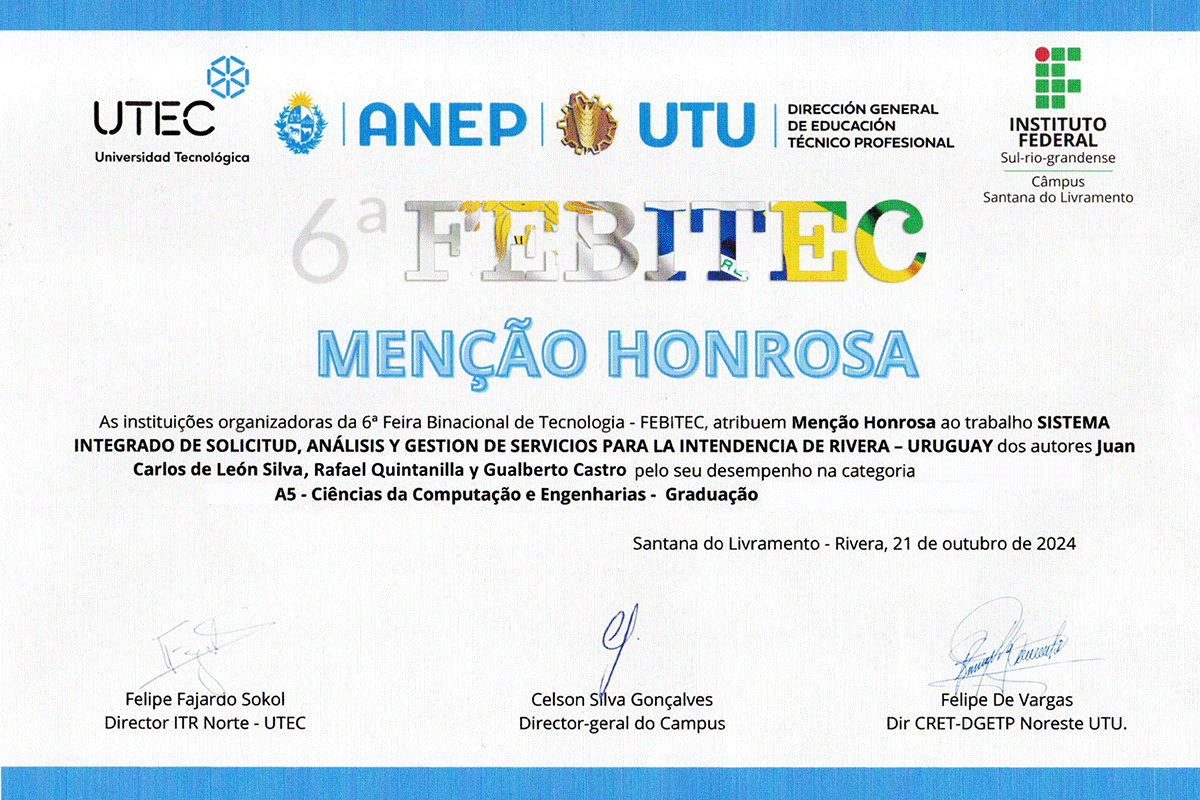 UTEC
Universidad Tecnológica
ANEP
UTU
DIRECCIÓN GENERAL
DE EDUCACIÓN
TÉCNICO PROFESIONAL
INSTITUTO
FEDERAL
Sul-rio-grandense
Câmpus
Santana do Livramento
6ª FEBITEC
MENÇÃO HONROSA
As instituições organizadoras da 6ª Feira Binacional de Tecnologia - FEBITEC, atribuem Menção Honrosa ao trabalho SISTEMA
INTEGRADO DE SOLICITUD, ANÁLISIS Y GESTION DE SERVICIOS PARA LA INTENDENCIA DE RIVERA – URUGUAY dos autores Juan
Carlos de León Silva, Rafael Quintanilla y Gualberto Castro pelo seu desempenho na categoria
A5 - Ciências da Computação e Engenharias - Graduação
Santana do Livramento - Rivera, 21 de outubro de 2024
Felipe Fajardo Sokol
Director ITR Norte - UTEC
Celson Silva Gonçalves
Director-geral do Campus
Felipe De Vargas
Dir CRET-DGETP Noreste UTU.